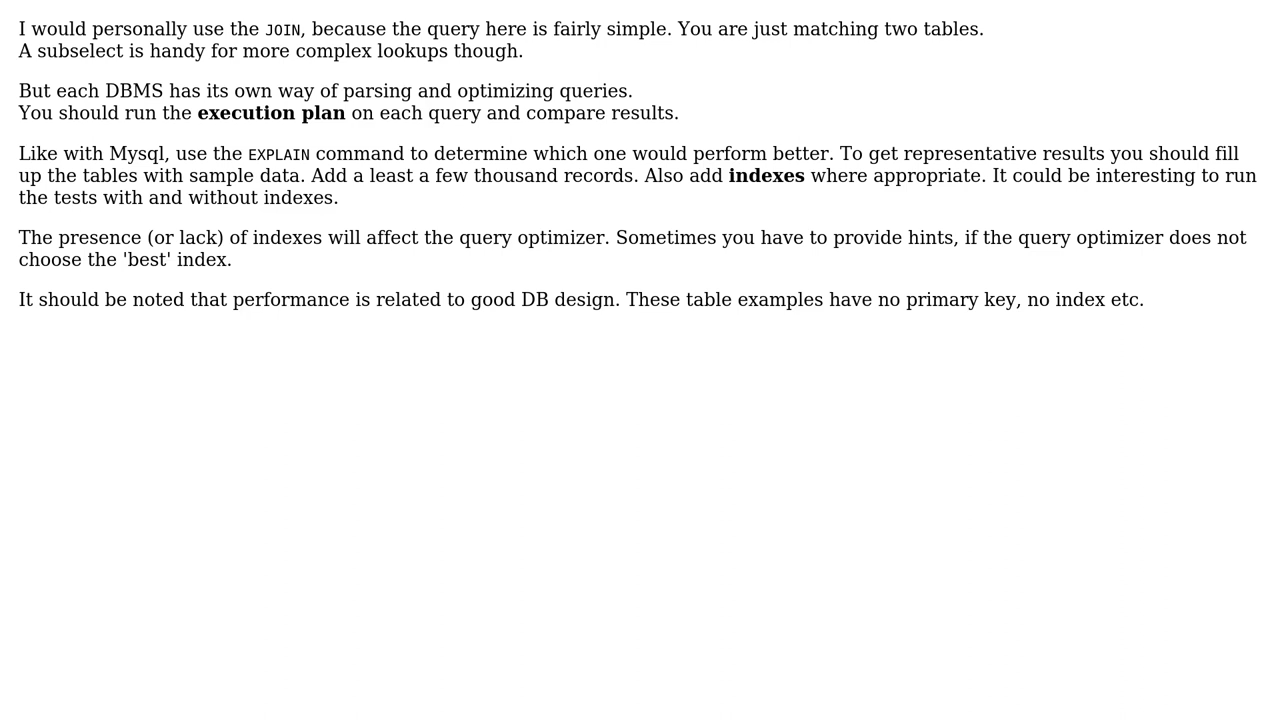 I would personally use the JOIN, because the query here is fairly simple. You are just matching two tables.
A subselect is handy for more complex lookups though.
But each DBMS has its own way of parsing and optimizing queries.
You should run the execution plan on each query and compare results.
Like with Mysql, use the EXPLAIN command to determine which one would perform better. To get representative results you should fill
up the tables with sample data. Add a least a few thousand records. Also add indexes where appropriate. It could be interesting to run
the tests with and without indexes.
The presence (or lack) of indexes will affect the query optimizer. Sometimes you have to provide hints, if the query optimizer does not
choose the 'best' index.
It should be noted that performance is related to good DB design. These table examples have no primary key, no index etc.